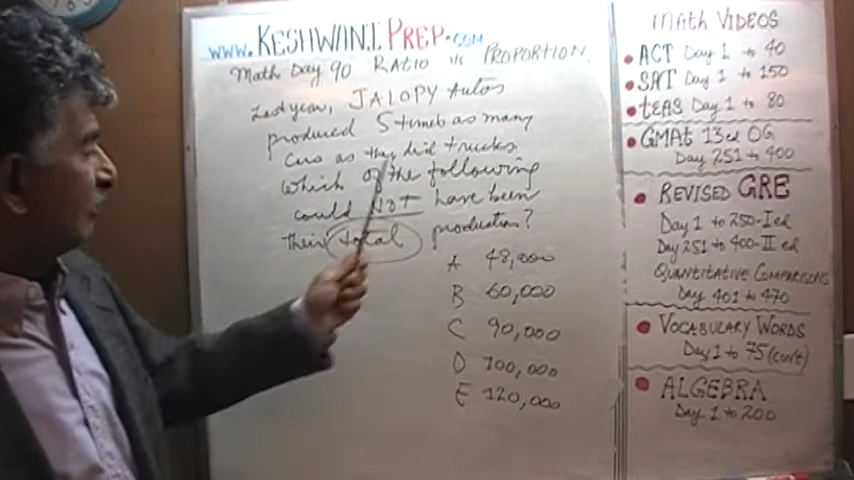 www.KESHWANIPREP.COM
Math Day 90 RATIO vs PROPORTION
Last year, JALOPY Autos
produced 5 times as many
cars as they did trucks.
Which of the following
could NOT have been
their total production?
A 48,000
B 60,000
C 90,000
D 100,000
E 120,000
MATH VIDEOS
ACT Day 1 to 40
SAT Day 1 to 150
tEAS Day 1 to 80
GMAt 13ed OG
Day 251 to 400
REVISED GRE
Day 1 to 250-I ed
Day 251 to 400-II ed
QUANTITATIVE COMPARISONS
Day 401 to 470
VOCABULARY WORDS
Day 1 to 75 (con't)
ALGEBRA
Day 1 to 200